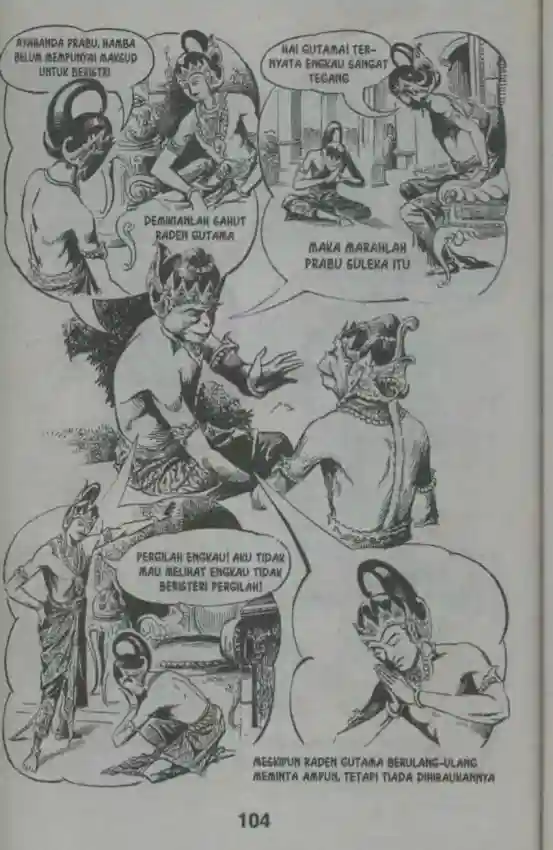 AYAHANDA PRABU, HAMBA
BELUM MEMPUNYAI MAKSUD
UNTUK BERISTRI
HAI GUTAMA! TER-
NYATA ENGKAU SANGAT
TEGANG
DEMIKIANLAH SAHUT
RADEN GUTAMA
MAKA MARAHLAH
PRABU SULEKA ITU
PERGILAH ENGKAU! AKU TIDAK
MAU MELIHAT ENGKAU TIDAK
BERISTERI PERGILAH!
MESKIPUN RADEN GUTAMA BERULANG-ULANG
MEMINTA AMPUN, TETAPI TIADA DIHIRAUKANNYA
104